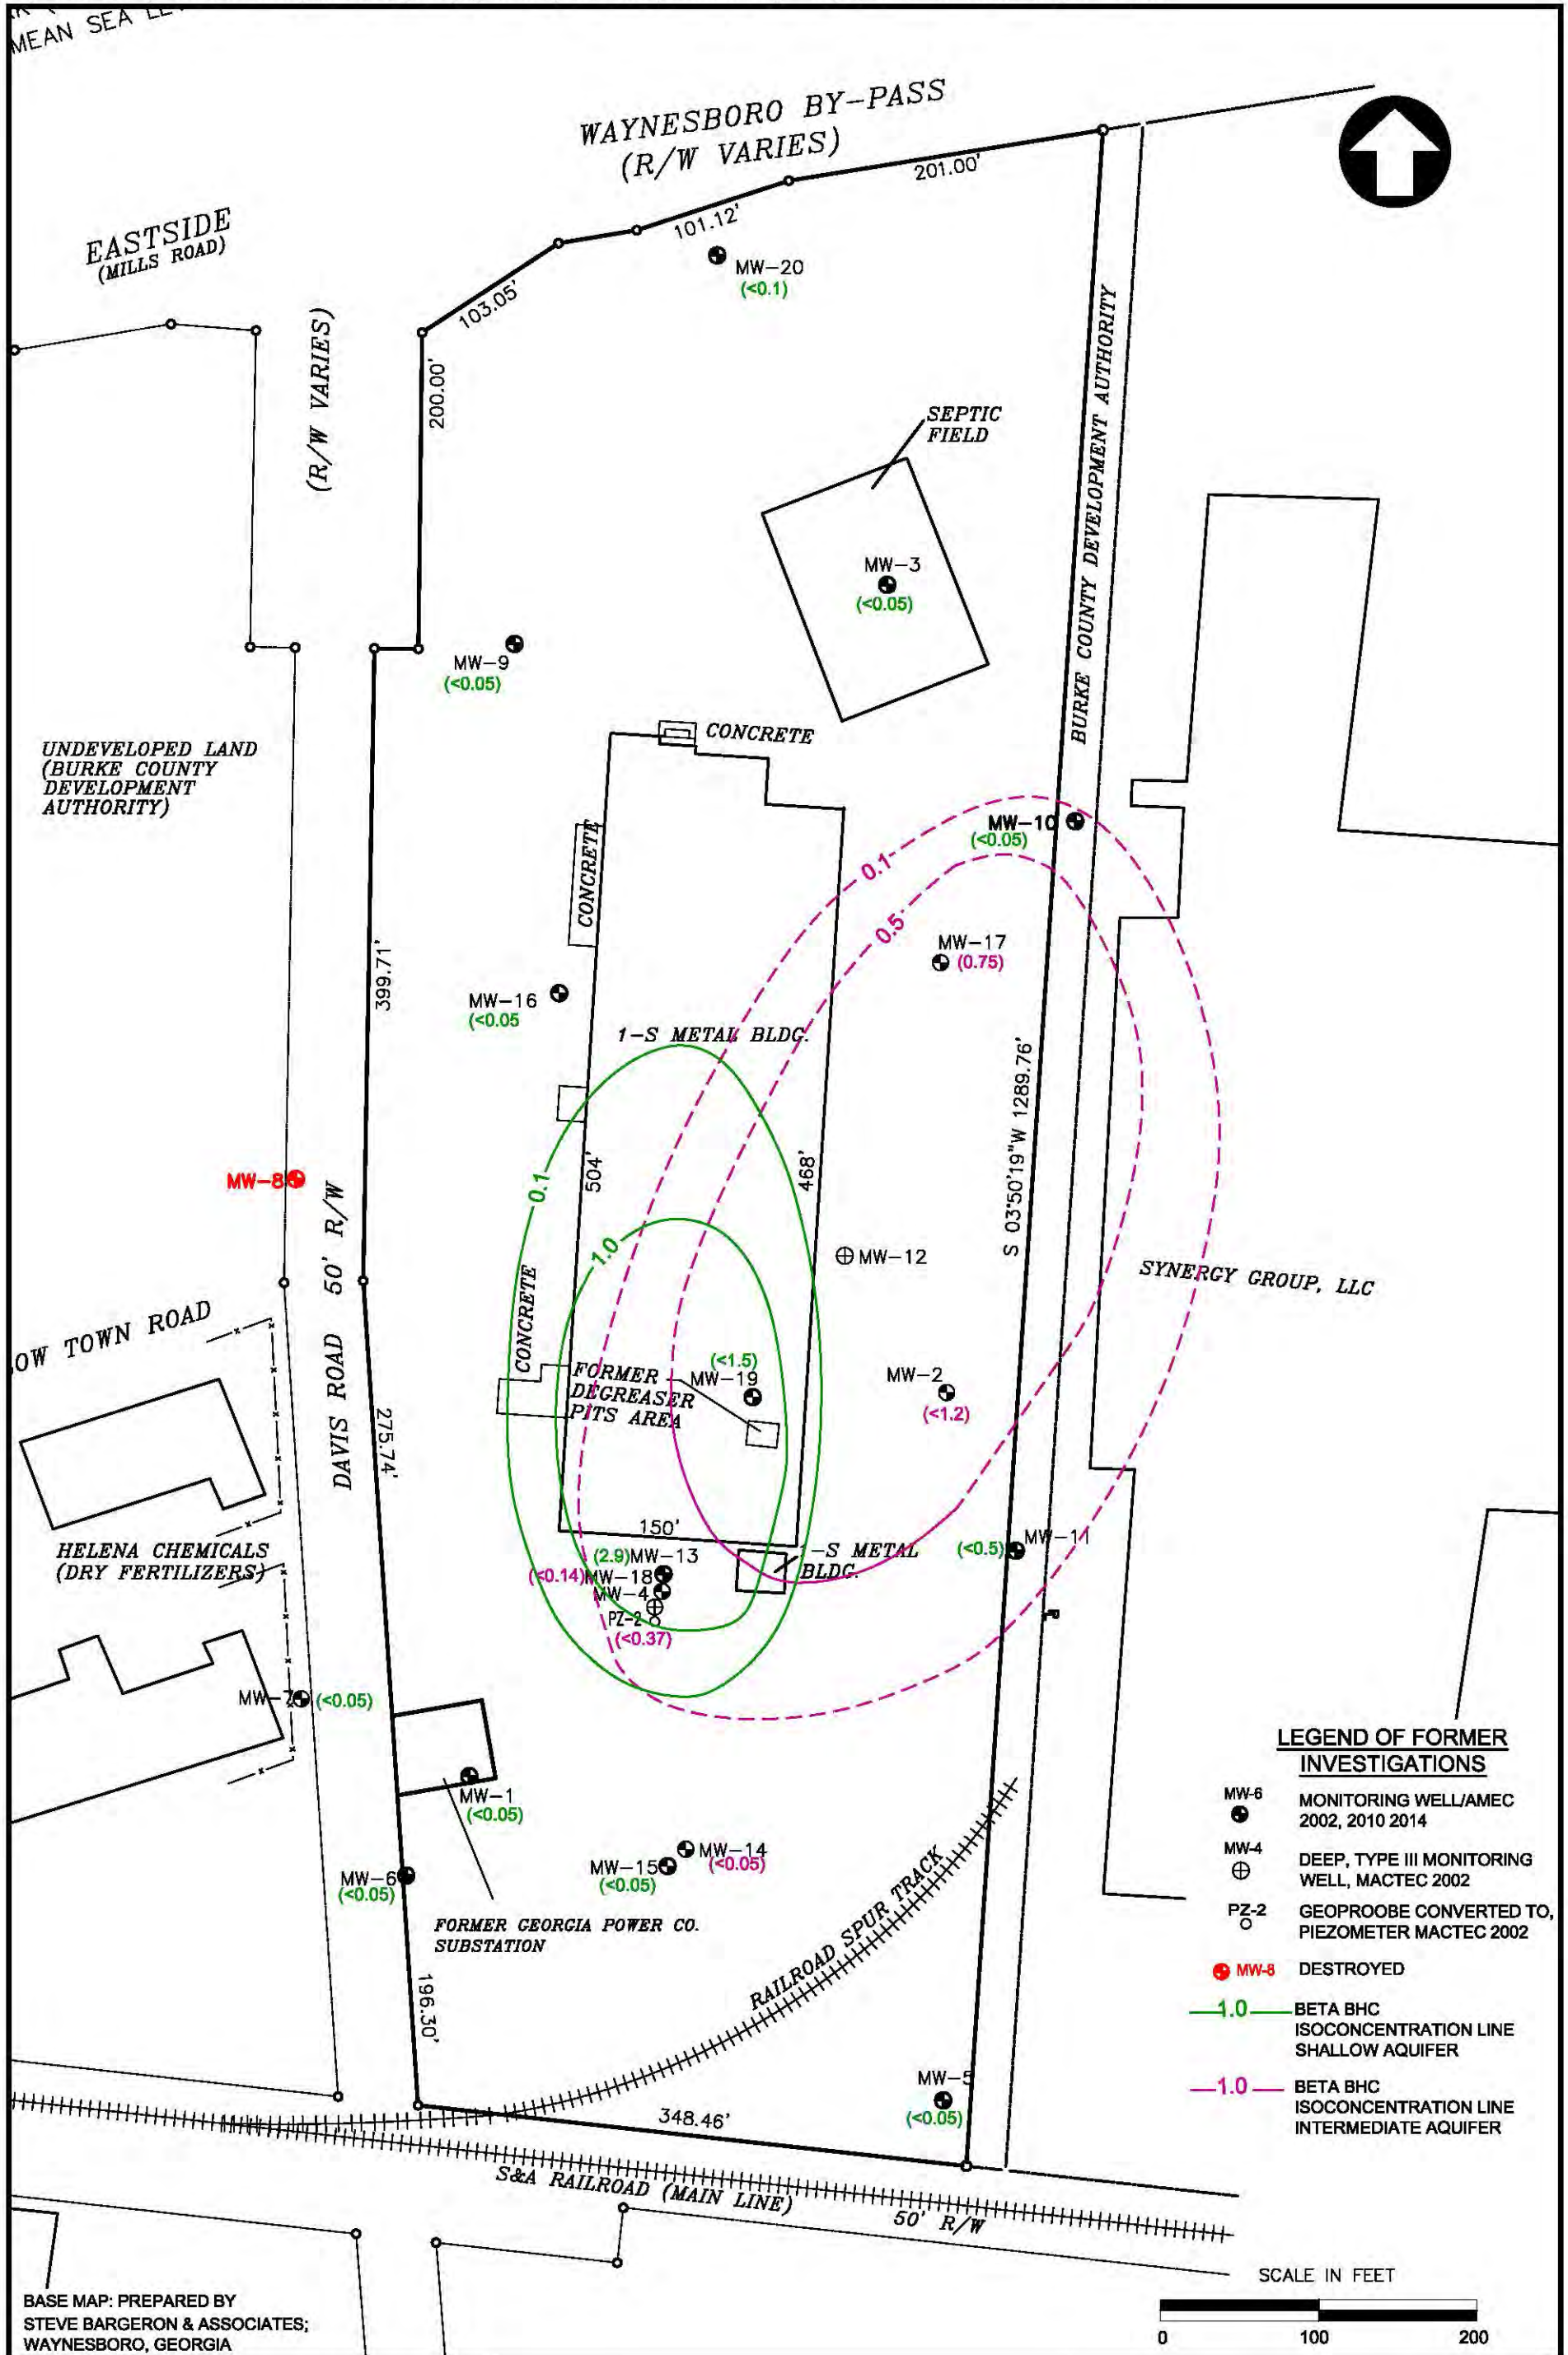 MEAN SEA
WAYNESBORO BY-PASS
(R/W VARIES)
201.00'
101.12'
103.05'
EASTSIDE
(MILLS ROAD)
MW-20
(<0.1)
(R/W VARIES)
200.00'
SEPTIC
FIELD
BURKE COUNTY DEVELOPMENT AUTHORITY
MW-3
(<0.05)
MW-9
(<0.05)
UNDEVELOPED LAND
(BURKE COUNTY
DEVELOPMENT
AUTHORITY)
CONCRETE
CONCRETE
MW-10
(<0.05)
0.1
0.5
MW-17
(0.75)
399.71'
MW-16
(<0.05
1-S METAL BLDG.
S 03°50'19"W 1289.76'
MW-8
0.1
504'
468'
1.0
MW-12
DAVIS ROAD 50' R/W
SYNERGY GROUP, LLC
OW TOWN ROAD
CONCRETE
(<1.5)
MW-19
FORMER
DEGREASER
PITS AREA
MW-2
(<1.2)
275.74'
150'
HELENA CHEMICALS
(DRY FERTILIZERS)
(2.9)MW-13
(<0.14)MW-18
MW-4
PZ-2
(<0.37)
1-S METAL
BLDG.
(<0.5)
MW-11
MW-7
(<0.05)
MW-1
(<0.05)
MW-14
(<0.05)
MW-15
(<0.05)
MW-6
(<0.05)
FORMER GEORGIA POWER CO.
SUBSTATION
RAILROAD SPUR TRACK
196.30'
MW-5
(<0.05)
348.46'
S&A RAILROAD (MAIN LINE)
50' R/W
LEGEND OF FORMER
INVESTIGATIONS
MW-6
MONITORING WELL/AMEC
2002, 2010 2014
MW-4
DEEP, TYPE III MONITORING
WELL, MACTEC 2002
PZ-2
GEOPROOBE CONVERTED TO,
PIEZOMETER MACTEC 2002
MW-8 DESTROYED
1.0 BETA BHC
ISOCONCENTRATION LINE
SHALLOW AQUIFER
1.0 BETA BHC
ISOCONCENTRATION LINE
INTERMEDIATE AQUIFER
SCALE IN FEET
0 100 200
BASE MAP: PREPARED BY
STEVE BARGERON & ASSOCIATES;
WAYNESBORO, GEORGIA